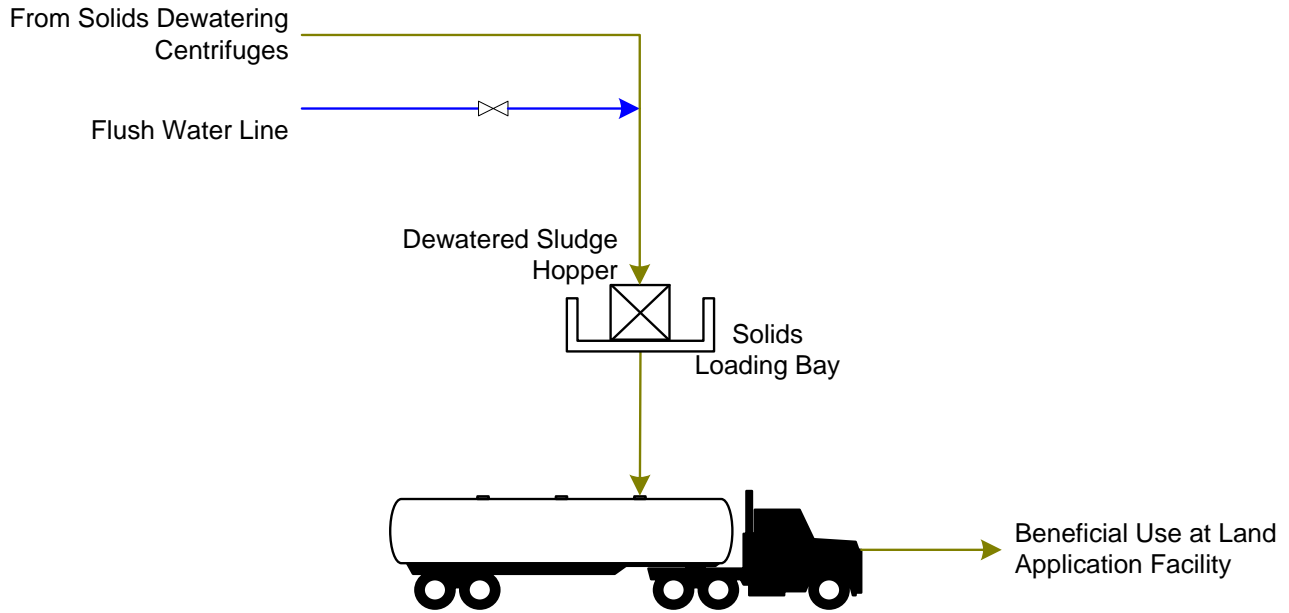 From Solids Dewatering
Centrifuges
Flush Water Line
Dewatered Sludge
Hopper
Solids
Loading Bay
Beneficial Use at Land
Application Facility